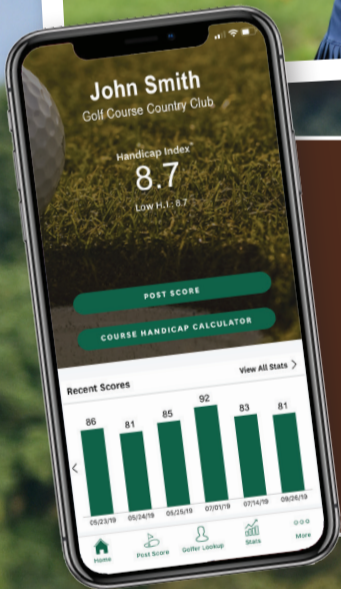 John Smith
Golf Course Country Club
Handicap Index
8.7
Low H.I.: 8.7
POST SCORE
COURSE HANDICAP CALCULATOR
Recent Scores
View All Stats
86 81 85 92 83 81
05/23/19 05/24/19 05/25/19 07/01/19 07/14/19 09/26/19
Home Post Score Golfer Lookup Stats More